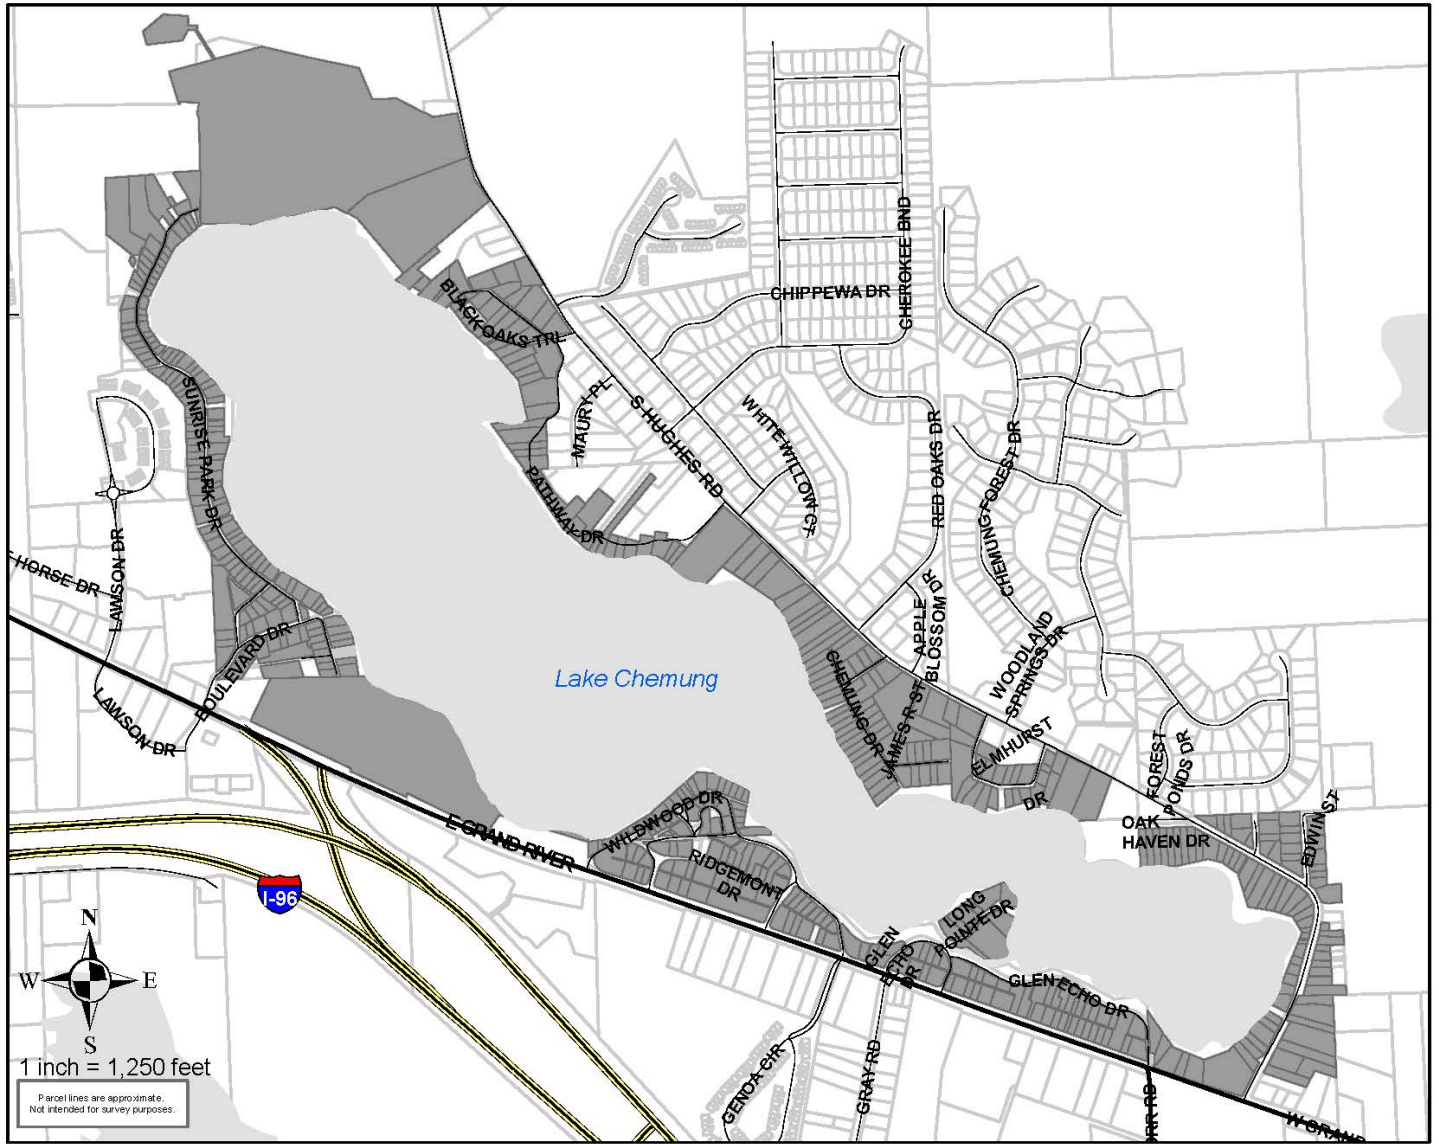 CHEROKEE BND
CHIPPEWA DR
BLACK OAKS TRL
MAURY PL
S HUGHES RD
WHITE WILLOW CT
RED OAKS DR
CHEMUNG FOREST DR
SUNRISE PARK DR
PATHWAY DR
HORSE DR
LAWSON DR
APPLE
BLOSSOM DR
WOODLAND
SPRINGS DR
BOULEVARD DR
LAWSON DR
Lake Chemung
CHEMUNG DR
JAMES R ST
ELMHURST
DR
FOREST
PONDS DR
OAK
HAVEN DR
EDWIN ST
E GRAND RIVER
WILDWOOD DR
RIDGEMONT
DR
LONG
POINTE DR
GLEN
ECHO
DR
GLEN ECHO DR
I-96
N
W
E
S
GENOA CIR
GRAY RD
RR RD
W GRAN
1 inch = 1,250 feet
Parcel lines are approximate.
Not intended for survey purposes.